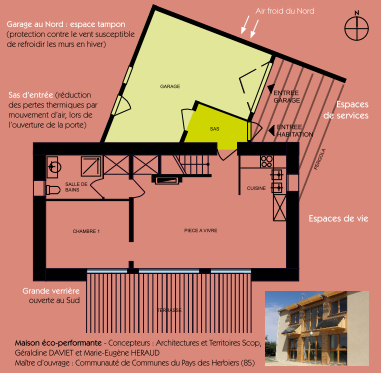 Garage au Nord : espace tampon
(protection contre le vent susceptible
de refroidir les murs en hiver)
Air froid du Nord
N
GARAGE
ENTREE
GARAGE
Sas d'entrée (réduction
des pertes thermiques par
mouvement d'air, lors de
l'ouverture de la porte)
Espaces
de services
SAS
ENTREE
HABITATION
PERGOLA
SALLE DE
BAINS
CUISINE
Espaces de vie
CHAMBRE 1
PIECE A VIVRE
Grande verrière
ouverte au Sud
TERRASSE
Maison éco-performante - Concepteurs : Architectures et Territoires Scop,
Géraldine DAVIET et Marie-Eugène HERAUD
Maître d'ouvrage : Communauté de Communes du Pays des Herbiers (85)